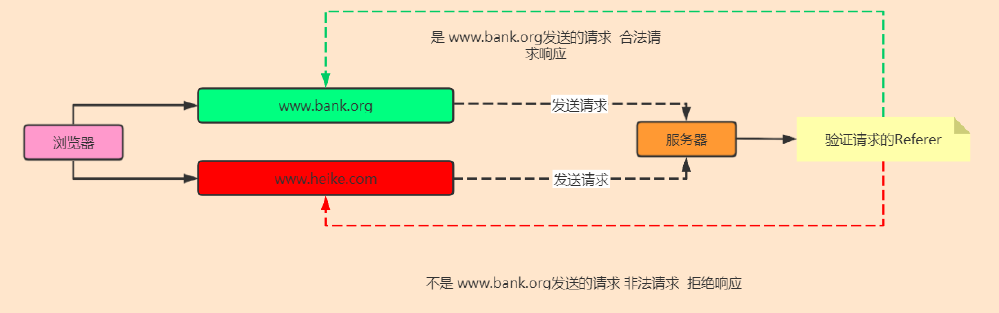 是 www.bank.org发送的请求 合法请
求响应
www.bank.org
发送请求
浏览器
服务器
验证请求的Referer
www.heike.com
发送请求
不是 www.bank.org发送的请求 非法请求 拒绝响应